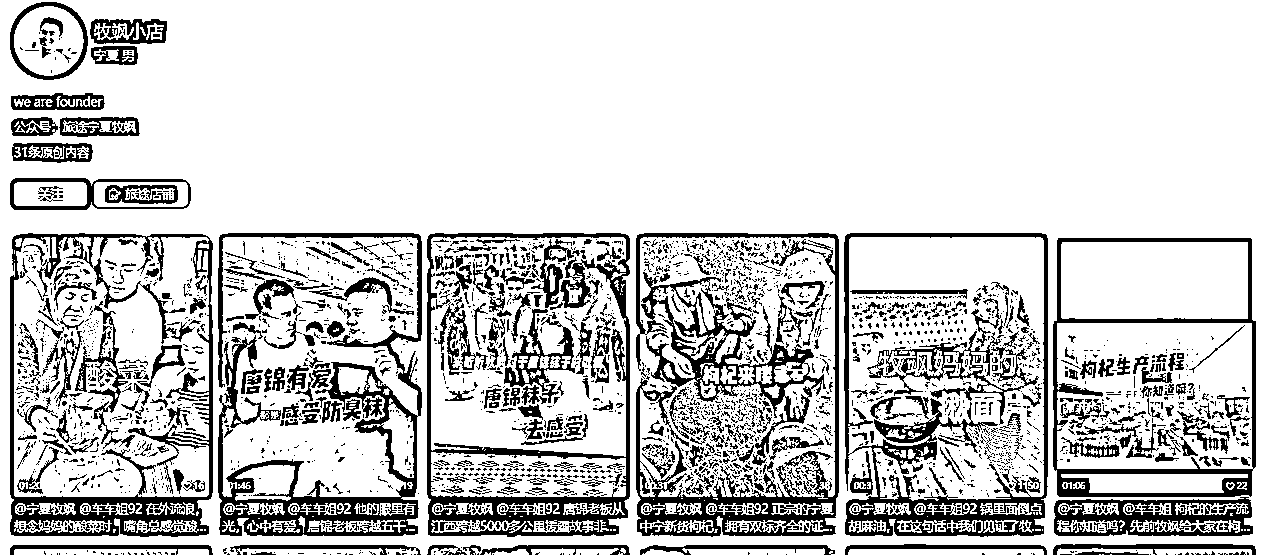 牧飒小店
宁夏 男
we are founder
公众号：旅途宁夏牧飒
31条原创内容
关注
旅途店铺
酸菜
唐锦有爱
感受防臭袜
唐锦袜子
去感受
牧飒妈妈的
揪面片
枸杞生产流程
你知道吗?
01:46
19
01:06
22
@宁夏牧飒 @车车姐92 在外流浪，
想念妈妈的酸菜时，嘴角总感觉酸...
@宁夏牧飒 @车车姐92 他的眼里有
光，心中有爱，唐锦老板跨越五千...
@宁夏牧飒 @车车姐92 唐锦老板从
江西跨越5000多公里援疆故事非...
@宁夏牧飒 @车车姐92 正宗的宁夏
中宁新货枸杞，拥有双标齐全的证...
@宁夏牧飒 @车车姐92 锅里面倒点
胡麻油，在这句话中我们见证了牧...
@宁夏牧飒 @车车姐 枸杞的生产流
程你知道吗？先前牧飒给大家在枸...